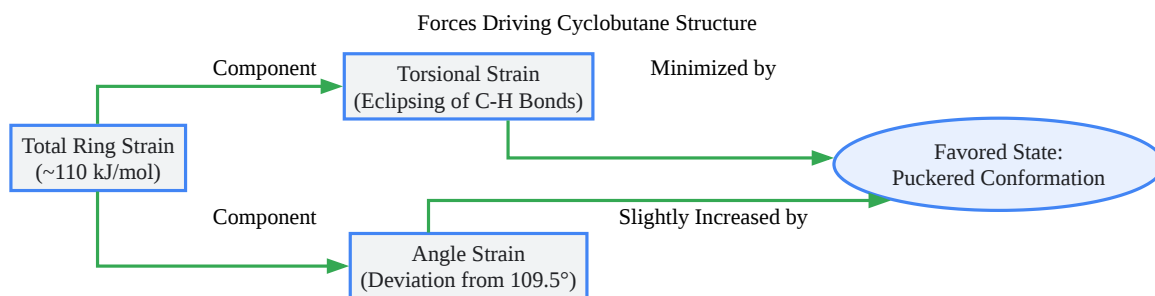 Forces Driving Cyclobutane Structure
Component
Torsional Strain
(Eclipsing of C-H Bonds)
Minimized by
Total Ring Strain
(~110 kJ/mol)
Favored State:
Puckered Conformation
Component
Slightly Increased by
Angle Strain
(Deviation from 109.5°)